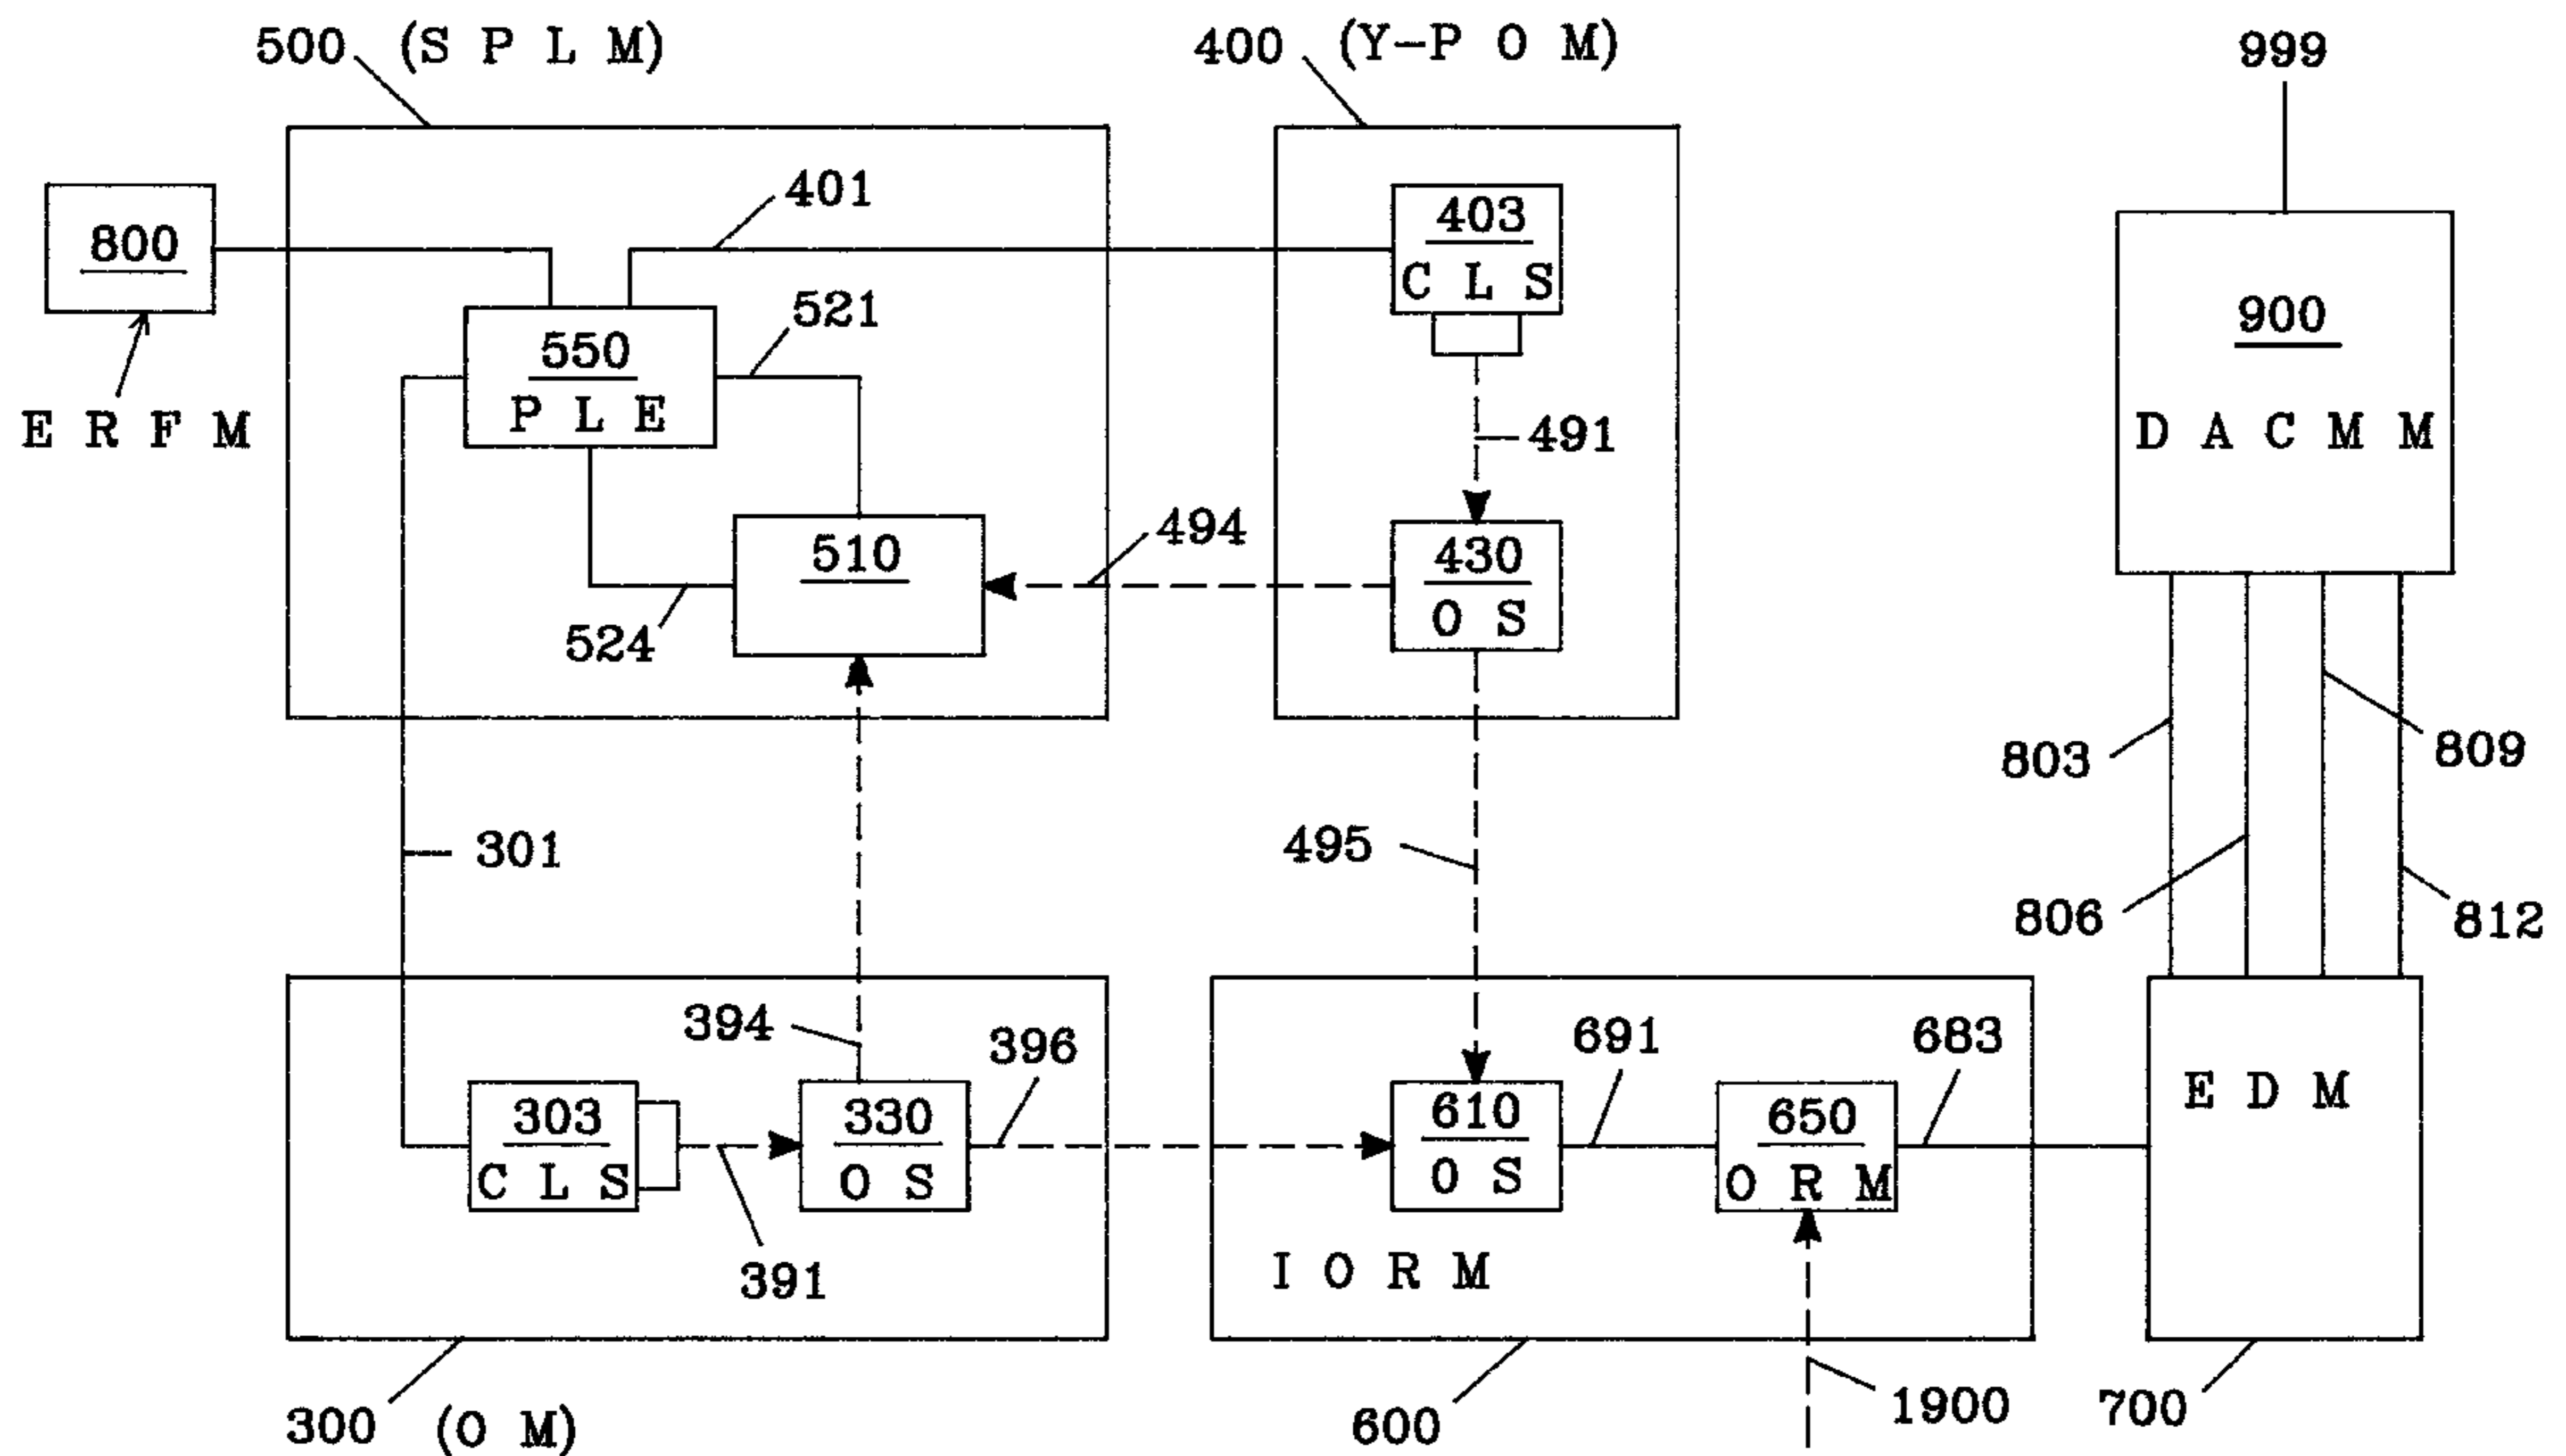 500 (S P L M)
400 (Y-P O M)
999
800
E R F M
401
521
550
P L E
510
524
494
403
C L S
491
430
O S
900
D A C M M
803
809
806
812
301
495
394
396
303
C L S
330
O S
391
300 (O M)
691
683
610
O S
650
O R M
I O R M
600
1900
E D M
700